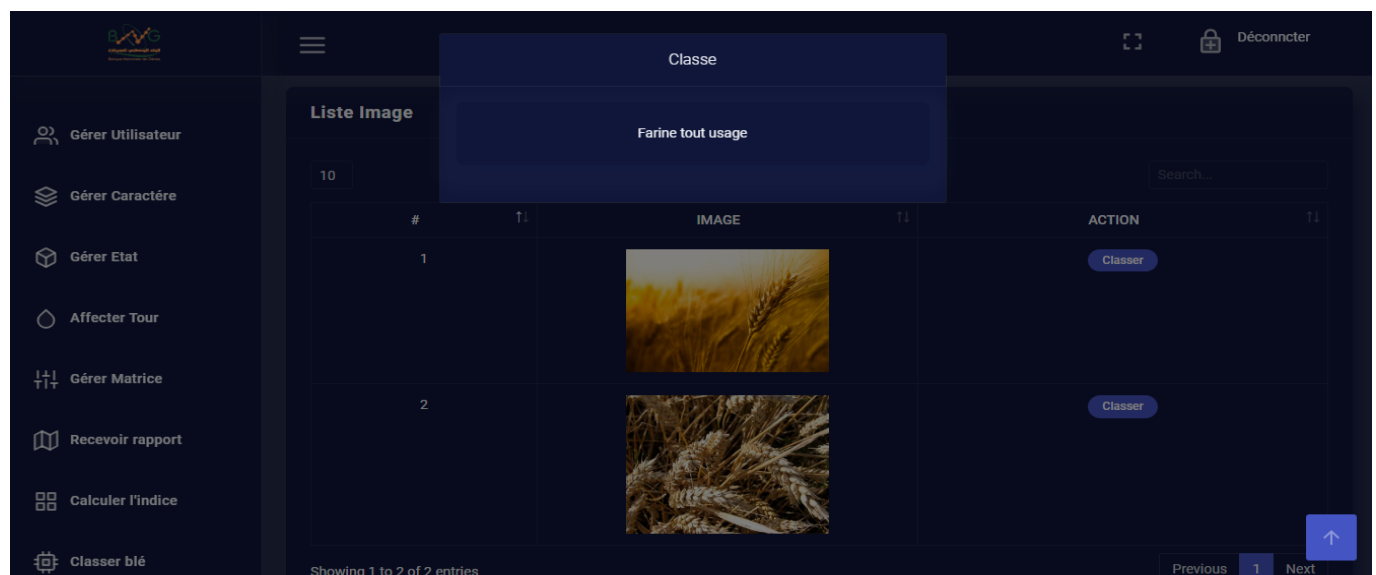 BNG
Déconncter
Classe
Liste Image
Farine tout usage
Gérer Utilisateur
10
Search...
Gérer Caractére
# IMAGE ACTION
Gérer Etat
1 Classer
Affecter Tour
Gérer Matrice
2 Classer
Recevoir rapport
Calculer l'indice
Classer blé
Showing 1 to 2 of 2 entries
Previous 1 Next